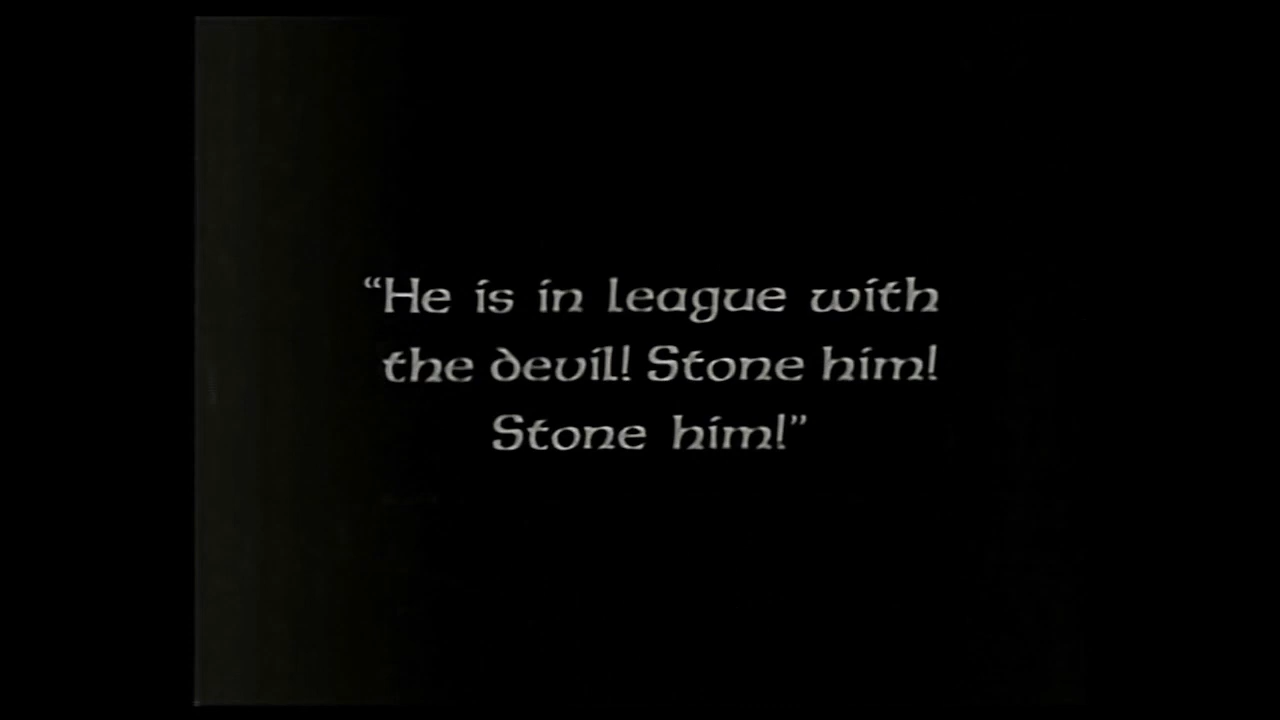 “He is in league with
the devil! Stone him!
Stone him!”